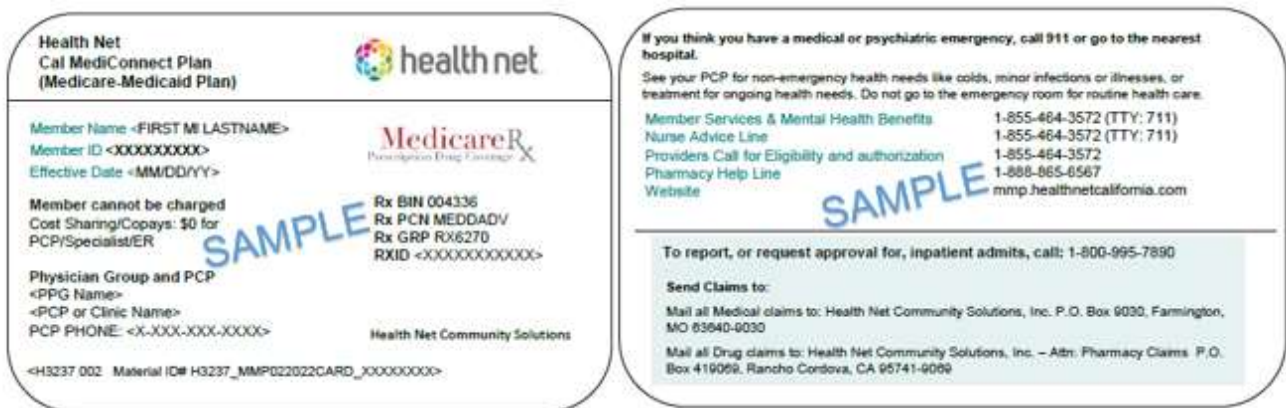 Health Net
Cal MediConnect Plan
(Medicare-Medicaid Plan)
health net
Member Name <FIRST MI LASTNAME>
Member ID <XXXXXXXXX>
Effective Date <MM/DD/YY>
MedicareRx
Prescription Drug Coverage
Member cannot be charged
Cost Sharing/Copays: $0 for
PCP/Specialist/ER
SAMPLE
Rx BIN 004336
Rx PCN MEDDADV
Rx GRP RX6270
RXID <XXXXXXXXXXX>
Physician Group and PCP
<PPG Name>
<PCP or Clinic Name>
PCP PHONE: <X-XXX-XXX-XXXX>
Health Net Community Solutions
<H3237 002 Material ID# H3237_MMP022022CARD_XXXXXXXX>
If you think you have a medical or psychiatric emergency, call 911 or go to the nearest
hospital.
See your PCP for non-emergency health needs like colds, minor infections or illnesses, or
treatment for ongoing health needs. Do not go to the emergency room for routine health care.
Member Services & Mental Health Benefits 1-855-464-3572 (TTY: 711)
Nurse Advice Line 1-855-464-3572 (TTY: 711)
Providers Call for Eligibility and authorization 1-855-464-3572
Pharmacy Help Line 1-888-865-6567
Website mmp.healthnetcalifornia.com
SAMPLE
To report, or request approval for, inpatient admits, call: 1-800-995-7890
Send Claims to:
Mail all Medical claims to: Health Net Community Solutions, Inc. P.O. Box 9030, Farmington,
MO 63640-9030
Mail all Drug claims to: Health Net Community Solutions, Inc. – Attn: Pharmacy Claims P.O.
Box 419069, Rancho Cordova, CA 95741-9069